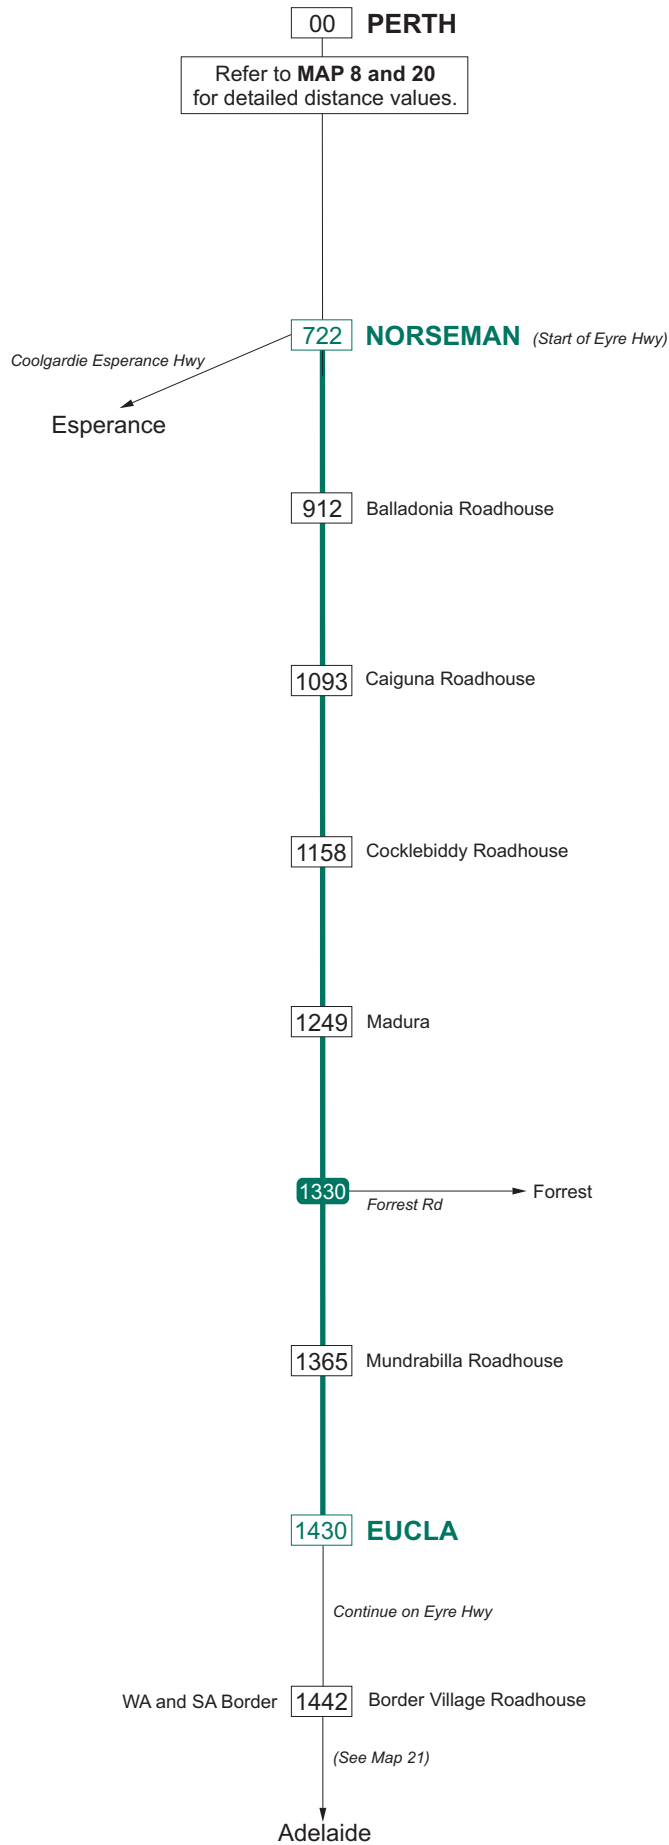 00 PERTH
Refer to MAP 8 and 20
for detailed distance values.
722 NORSEMAN (Start of Eyre Hwy)
Coolgardie Esperance Hwy
Esperance
912 Balladonia Roadhouse
1093 Caiguna Roadhouse
1158 Cocklebiddy Roadhouse
1249 Madura
1330 Forrest
Forrest Rd
1365 Mundrabilla Roadhouse
1430 EUCLA
Continue on Eyre Hwy
WA and SA Border 1442 Border Village Roadhouse
(See Map 21)
Adelaide